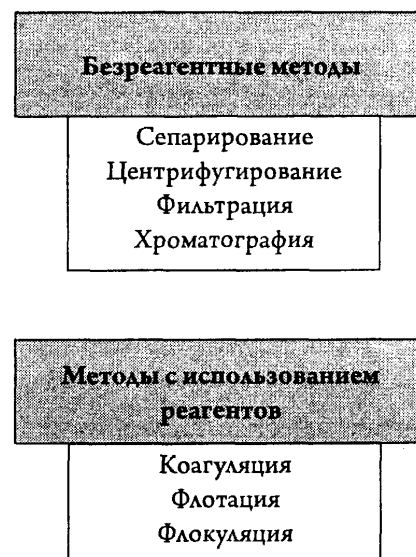 Безреагентные методы
Сепарирование
Центрифугирование
Фильтрация
Хроматография
Методы с использованием
реагентов
Коагуляция
Флотация
Флокуляция